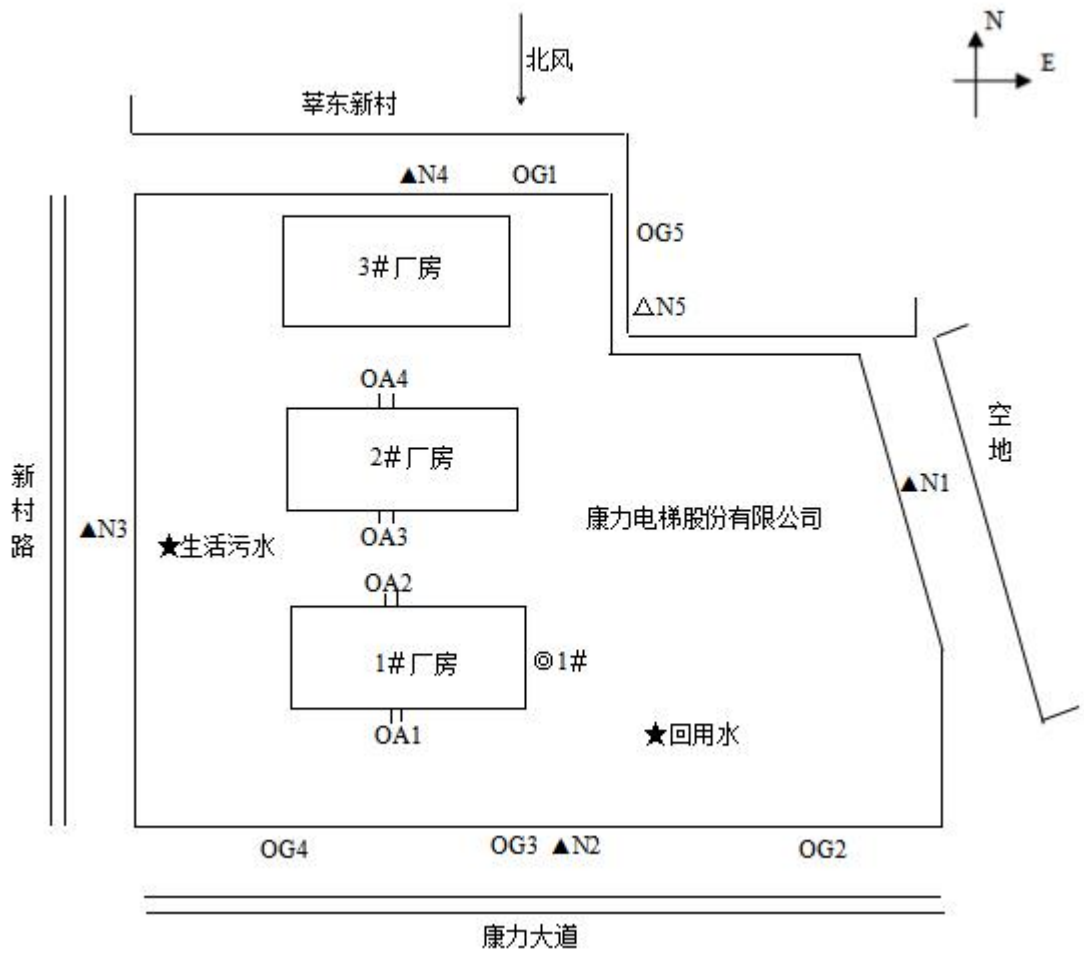 N
E
北风
莘东新村
▲N4
OG1
3#厂房
OG5
△N5
OA4
2#厂房
OA3
空地
▲N1
新村路
▲N3
★生活污水
康力电梯股份有限公司
OA2
1#厂房
◎1#
OA1
★回用水
OG4
OG3 ▲N2
OG2
康力大道